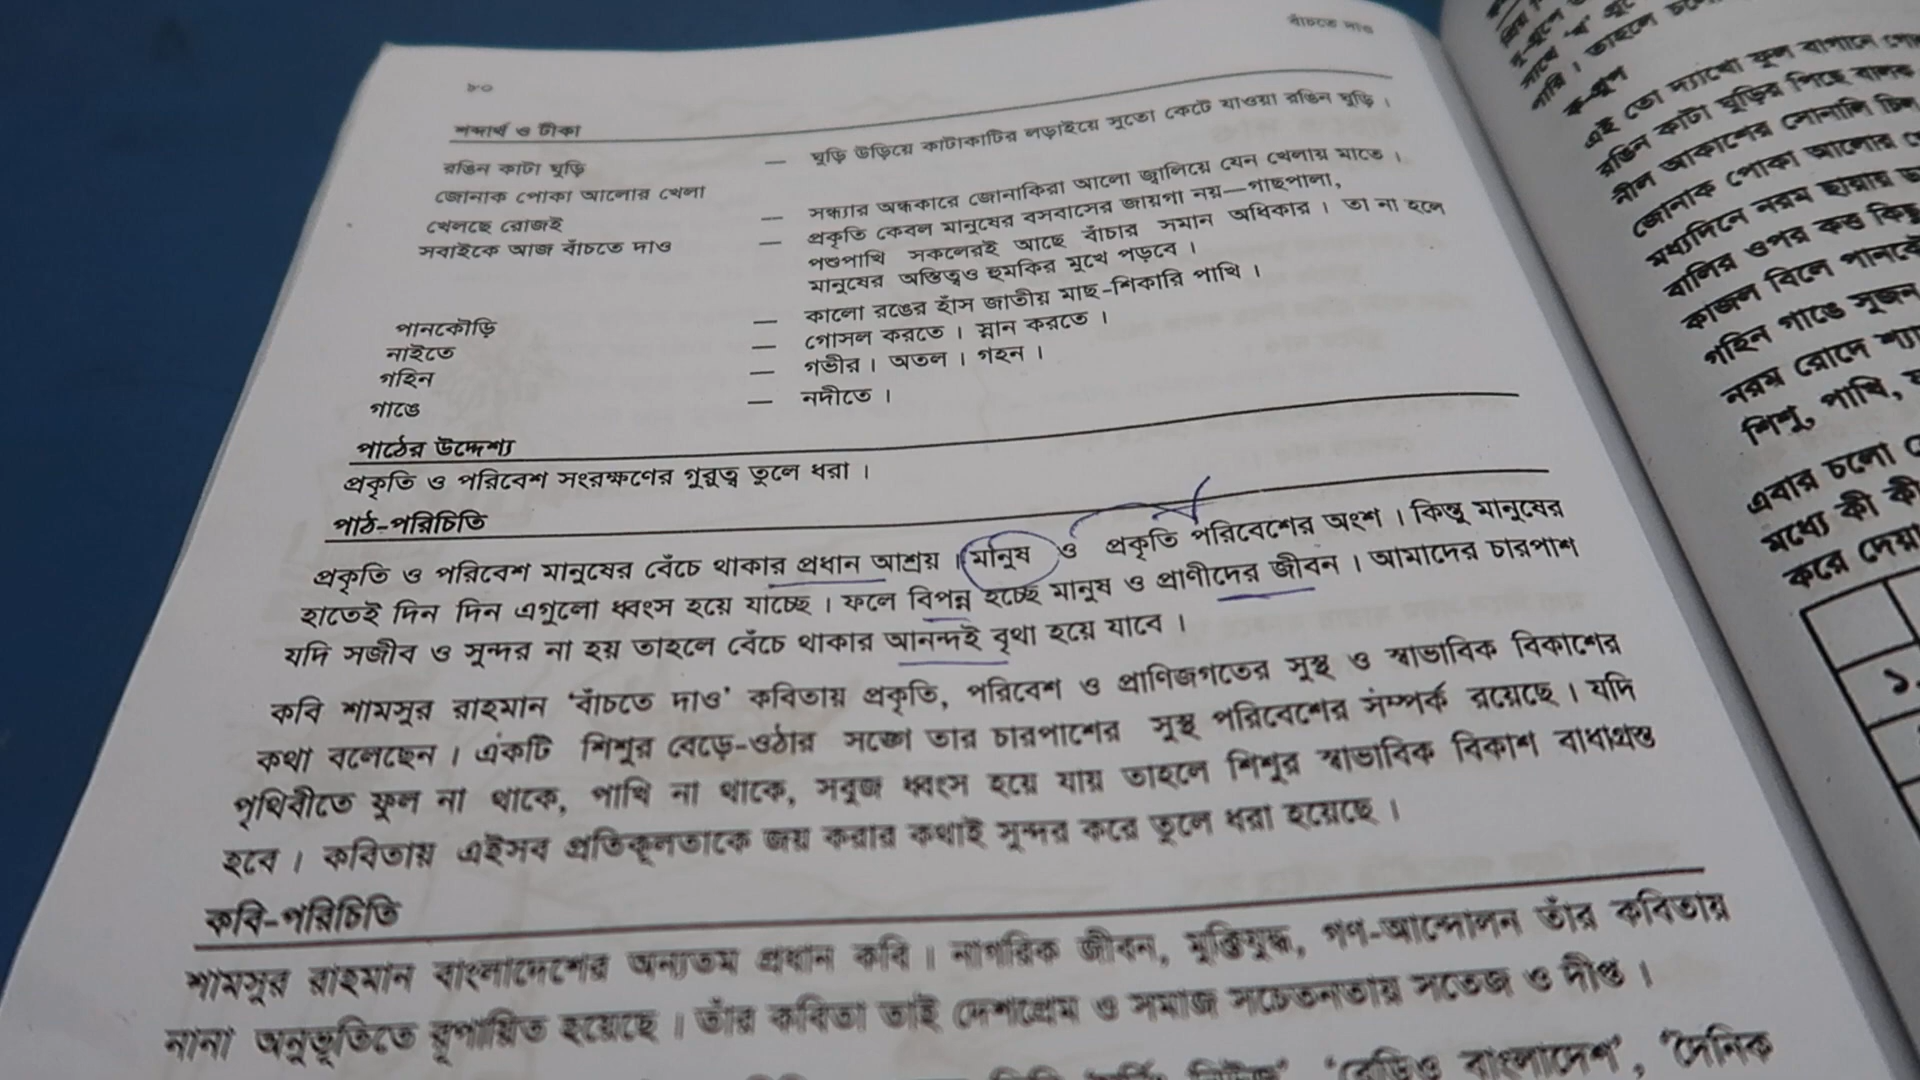 ৮০
বাঁচতে দাও
শব্দার্থ ও টীকা
রঙিন কাটা ঘুড়ি — ঘুড়ি উড়িয়ে কাটাকাটির লড়াইয়ে সুতো কেটে যাওয়া রঙিন ঘুড়ি।
জোনাক পোকা আলোর খেলা
খেলছে রোজই — সন্ধ্যার অন্ধকারে জোনাকিরা আলো জ্বালিয়ে যেন খেলায় মাতে।
সবাইকে আজ বাঁচতে দাও — প্রকৃতি কেবল মানুষের বসবাসের জায়গা নয়—গাছপালা,
পশুপাখি সকলেরই আছে বাঁচার সমান অধিকার। তা না হলে
মানুষের অস্তিত্বও হুমকির মুখে পড়বে।
পানকৌড়ি — কালো রঙের হাঁস জাতীয় মাছ-শিকারি পাখি।
নাইতে — গোসল করতে। স্নান করতে।
গহিন — গভীর। অতল। গহন।
গাঙে — নদীতে।
পাঠের উদ্দেশ্য
প্রকৃতি ও পরিবেশ সংরক্ষণের গুরুত্ব তুলে ধরা।
পাঠ-পরিচিতি
প্রকৃতি ও পরিবেশ মানুষের বেঁচে থাকার প্রধান আশ্রয়। মানুষ ও প্রকৃতি পরিবেশের অংশ। কিন্তু মানুষের
হাতেই দিন দিন এগুলো ধ্বংস হয়ে যাচ্ছে। ফলে বিপন্ন হচ্ছে মানুষ ও প্রাণীদের জীবন। আমাদের চারপাশ
যদি সজীব ও সুন্দর না হয় তাহলে বেঁচে থাকার আনন্দই বৃথা হয়ে যাবে।
কবি শামসুর রাহমান ‘বাঁচতে দাও’ কবিতায় প্রকৃতি, পরিবেশ ও প্রাণিজগতের সুস্থ ও স্বাভাবিক বিকাশের
কথা বলেছেন। একটি শিশুর বেড়ে-ওঠার সঙ্গে তার চারপাশের সুস্থ পরিবেশের সম্পর্ক রয়েছে। যদি
পৃথিবীতে ফুল না থাকে, পাখি না থাকে, সবুজ ধ্বংস হয়ে যায় তাহলে শিশুর স্বাভাবিক বিকাশ বাধাগ্রস্ত
হবে। কবিতায় এইসব প্রতিকূলতাকে জয় করার কথাই সুন্দর করে তুলে ধরা হয়েছে।
কবি-পরিচিতি
শামসুর রাহমান বাংলাদেশের অন্যতম প্রধান কবি। নাগরিক জীবন, মুক্তিযুদ্ধ, গণ-আন্দোলন তাঁর কবিতায়
নানা অনুভূতিতে রূপায়িত হয়েছে। তাঁর কবিতা তাই দেশপ্রেম ও সমাজ সচেতনতায় সতেজ ও দীপ্ত।
‘রেডিও বাংলাদেশ’, ‘দৈনিক
এই তো দ্যাখো ফুল বাগানে
রঙিন কাটা ঘুড়ির পিছে বালক
নীল আকাশের সোনালি চিল
জোনাক পোকা আলোর
মধ্যদিনে নরম ছায়ায়
বালির ওপর কত্ত কিছু
কাজল বিলে পানকৌ
গহিন গাঙে সুজন
নরম রোদে
শিশু, পাখি,
এবার চলো
মধ্যে কী কী
করে দেয়া
১.